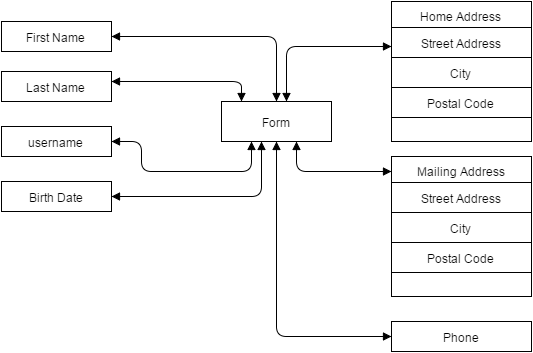 First Name
Last Name
username
Birth Date
Form
Home Address
Street Address
City
Postal Code
Mailing Address
Street Address
City
Postal Code
Phone